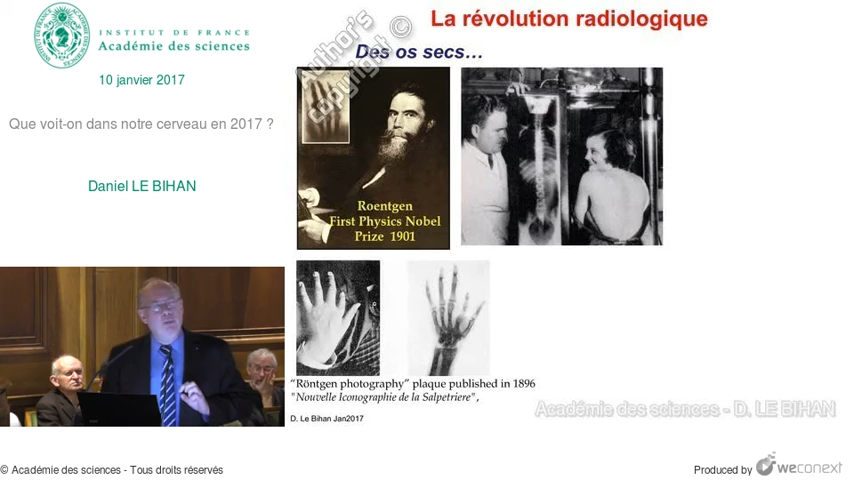 INSTITUT DE FRANCE
Académie des sciences
10 janvier 2017
Que voit-on dans notre cerveau en 2017 ?
Daniel LE BIHAN
La révolution radiologique
Des os secs…
Author's
copyright ©
Roentgen
First Physics Nobel
Prize 1901
“Röntgen photography” plaque published in 1896
"Nouvelle Iconographie de la Salpetriere",
D. Le Bihan Jan2017
Académie des sciences - D. LE BIHAN
© Académie des sciences - Tous droits réservés
Produced by weconext